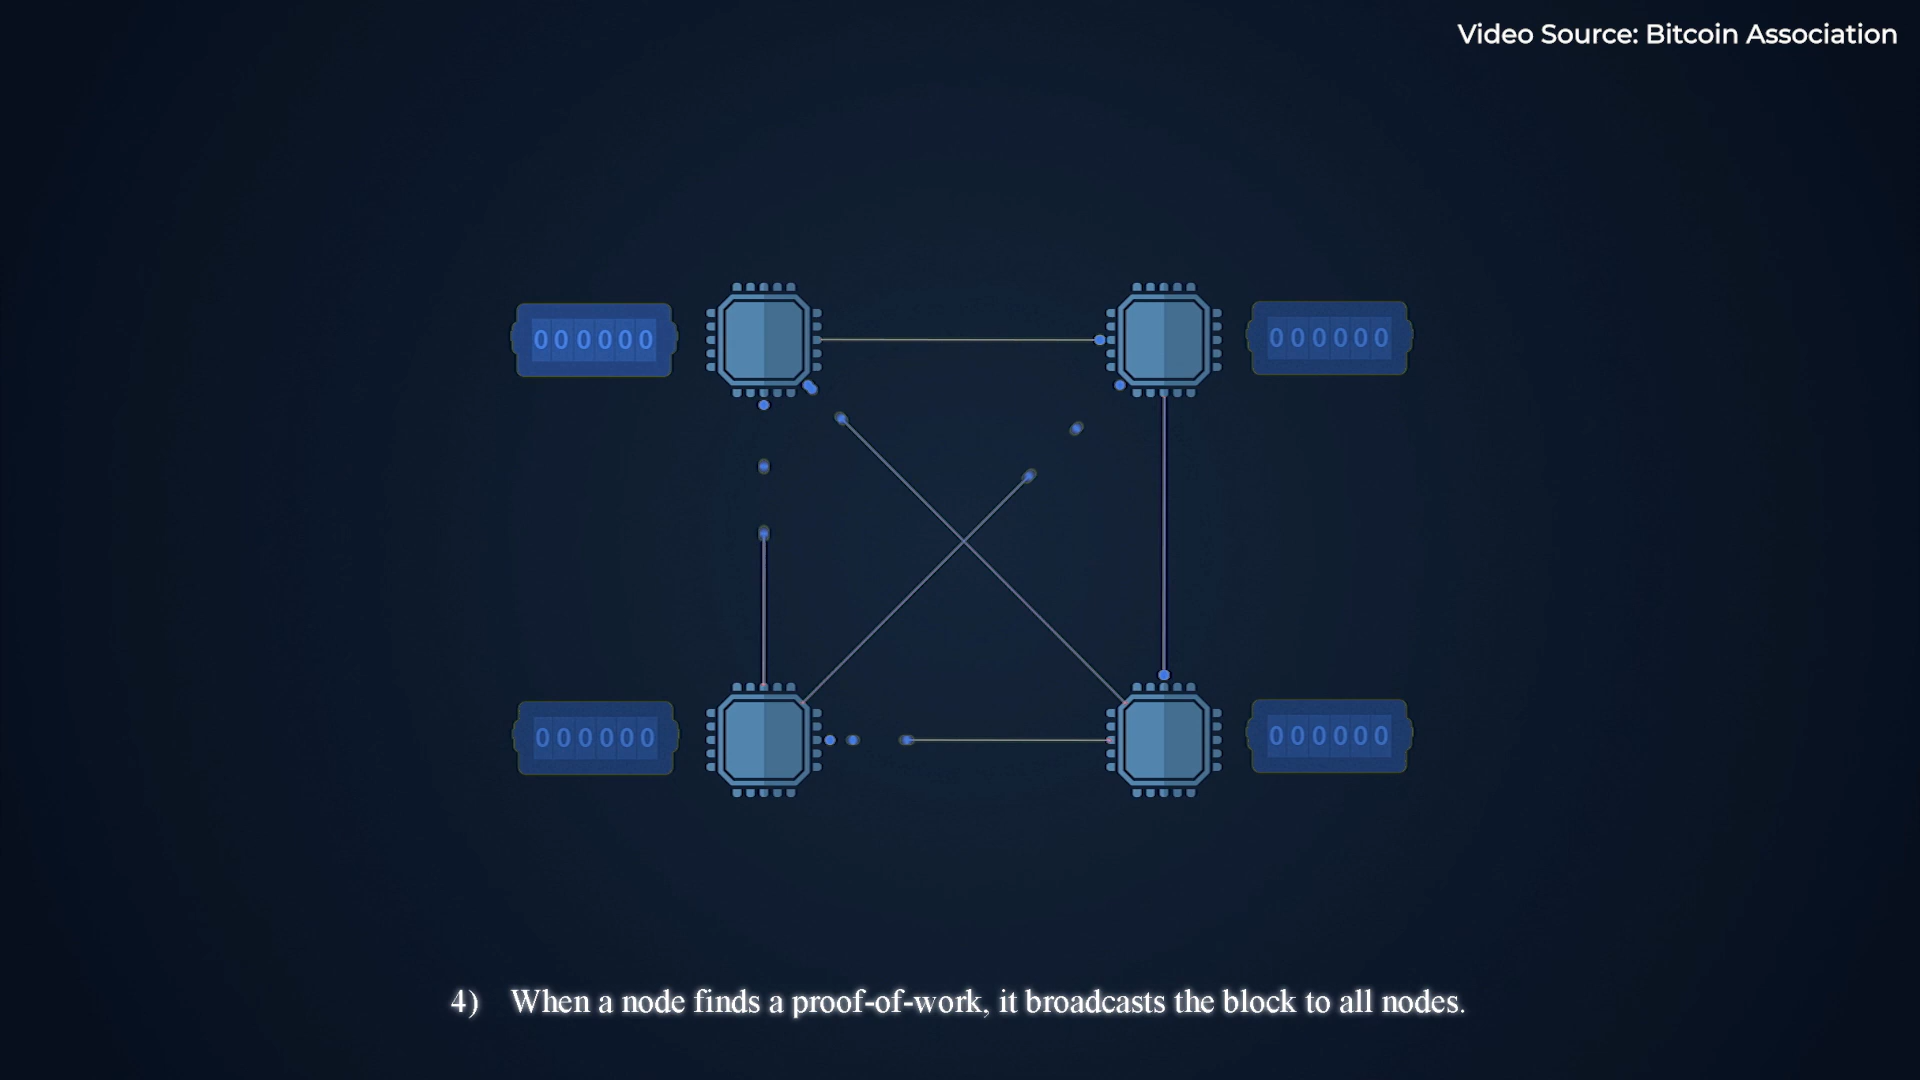 Video Source: Bitcoin Association
000000
000000
000000
000000
4) When a node finds a proof-of-work, it broadcasts the block to all nodes.